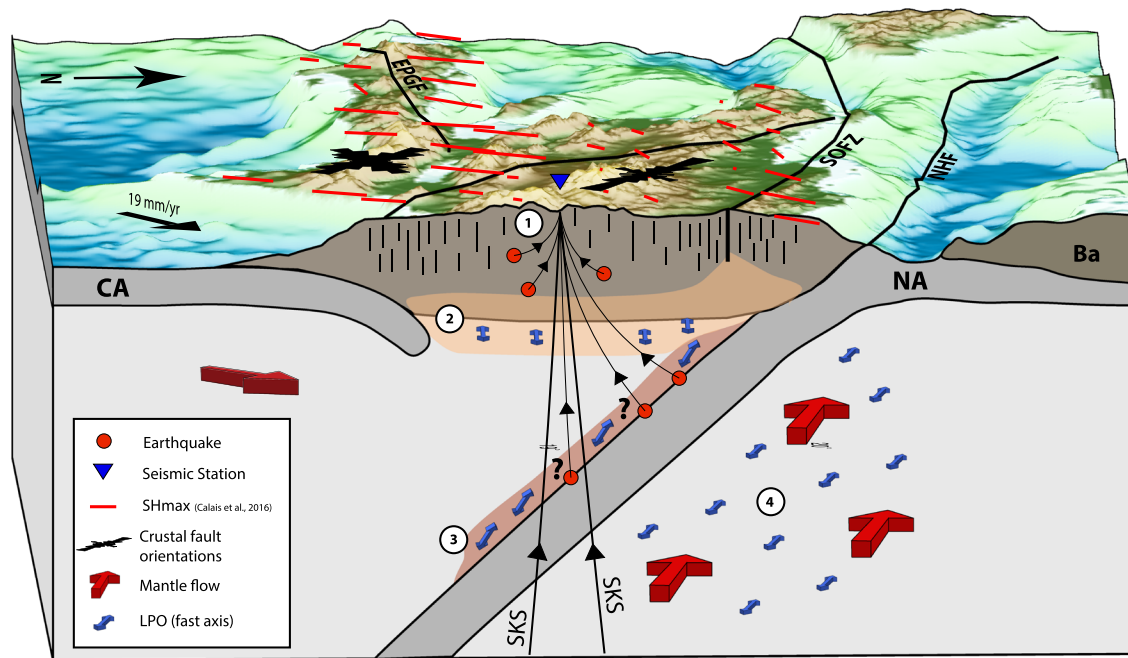 N
EPGF
SOFZ
NHF
19 mm/yr
1
Ba
CA
NA
2
?
?
4
3
SKS
SKS
Earthquake
Seismic Station
SHmax (Calais et al., 2016)
Crustal fault
orientations
Mantle flow
LPO (fast axis)